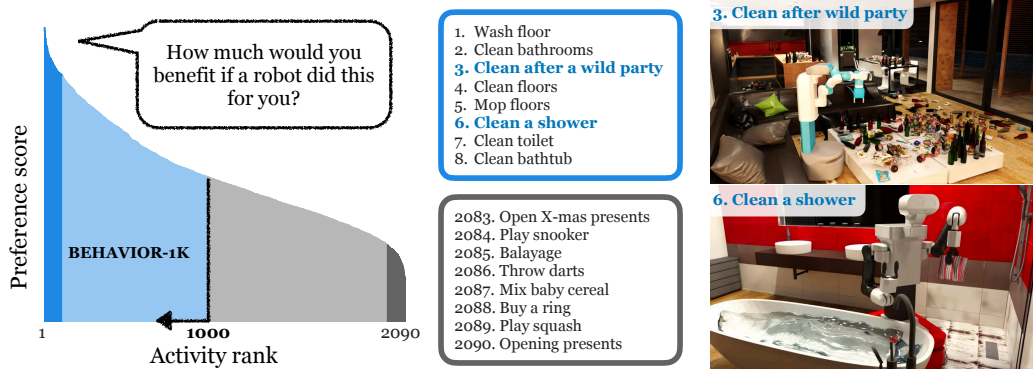 How much would you
benefit if a robot did this
for you?
Preference score
BEHAVIOR-1K
1
1000
2090
Activity rank
1. Wash floor
2. Clean bathrooms
3. Clean after a wild party
4. Clean floors
5. Mop floors
6. Clean a shower
7. Clean toilet
8. Clean bathtub
2083. Open X-mas presents
2084. Play snooker
2085. Balayage
2086. Throw darts
2087. Mix baby cereal
2088. Buy a ring
2089. Play squash
2090. Opening presents
3. Clean after wild party
6. Clean a shower